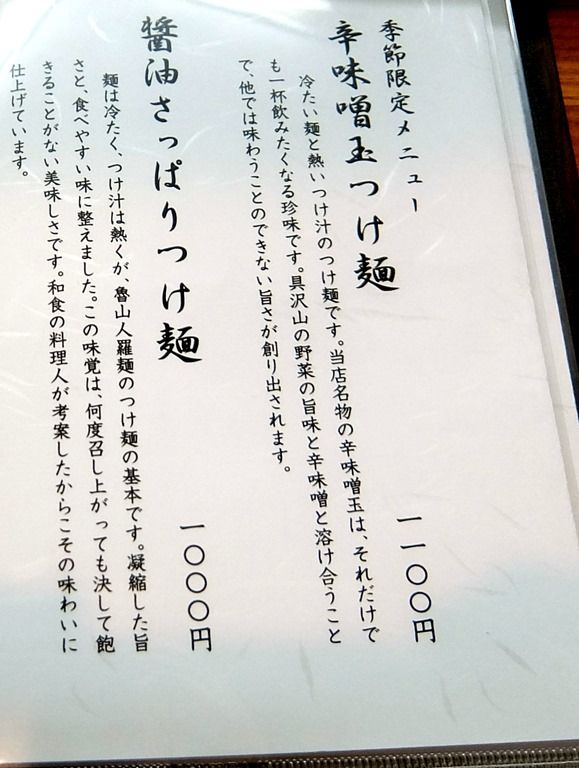 季節限定メニュー
辛味噌玉つけ麺
一一〇〇円
冷たい麺と熱いつけ汁のつけ麺です。当店名物の辛味噌玉は、それだけで
も一杯飲みたくなる珍味です。具沢山の野菜の旨味と辛味噌と溶け合うこと
で、他では味わうことのできない旨さが創り出されます。
醤油さっぱりつけ麺
一〇〇〇円
麺は冷たく、つけ汁は熱くが、魯山人羅麺のつけ麺の基本です。凝縮した旨
さと、食べやすい味に整えました。この味覚は、何度召し上がっても決して飽
きることがない美味しさです。和食の料理人が考案したからこその味わいに
仕上げています。